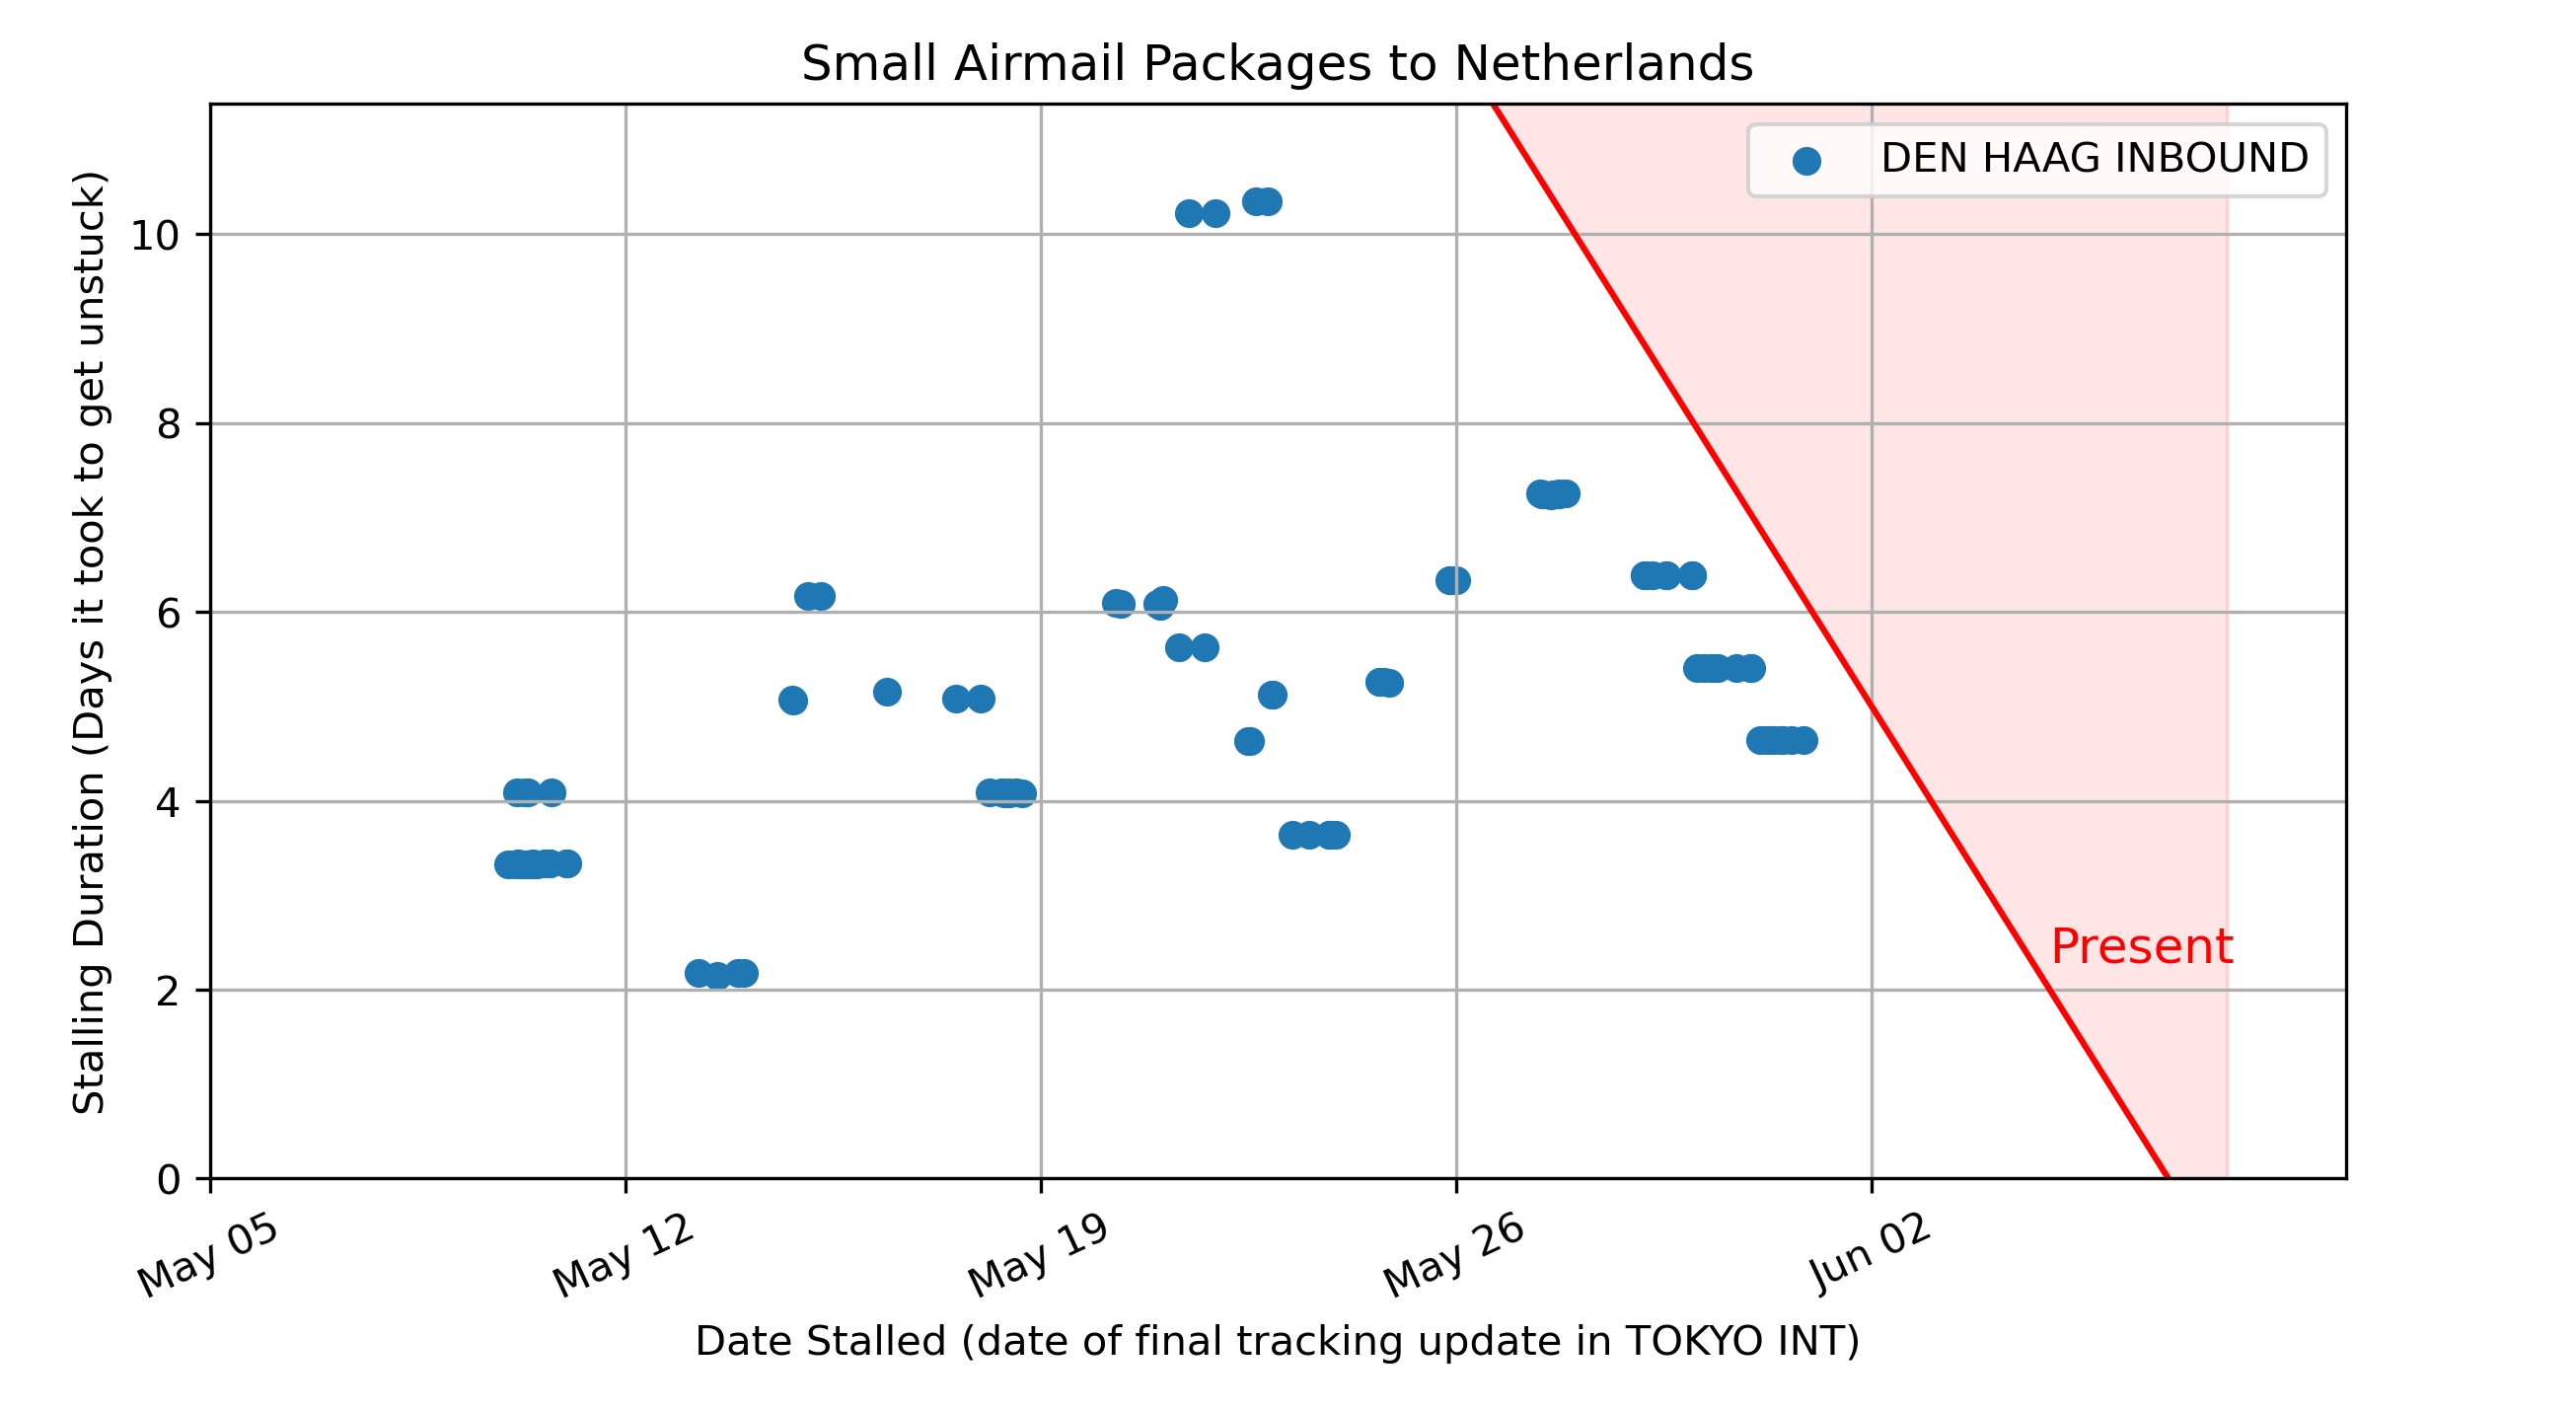 Small Airmail Packages to Netherlands
DEN HAAG INBOUND
Stalling Duration (Days it took to get unstuck)
10
8
6
4
2
0
Present
May 05
May 12
May 19
May 26
Jun 02
Date Stalled (date of final tracking update in TOKYO INT)